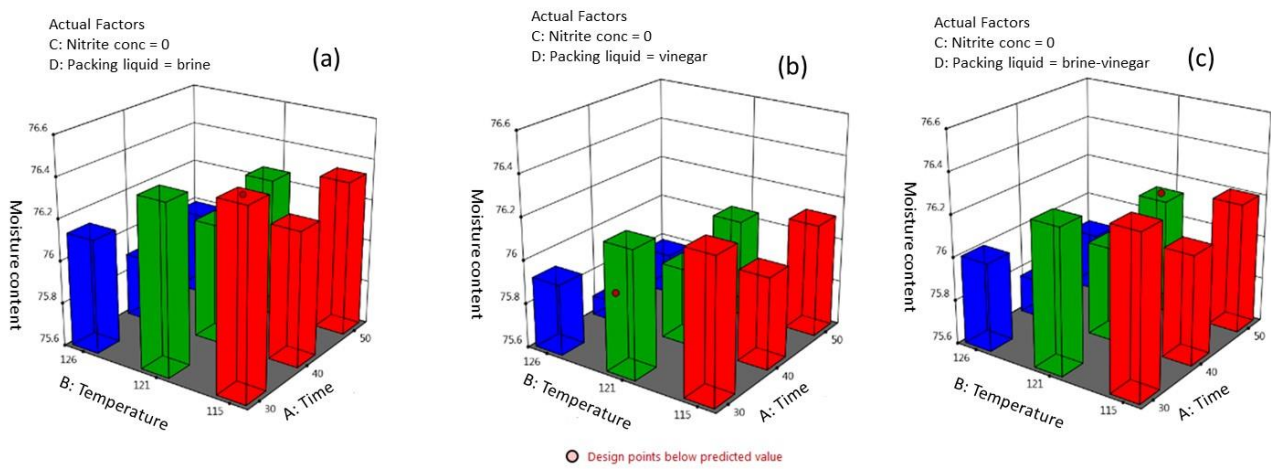 Actual Factors
C: Nitrite conc = 0
D: Packing liquid = brine
(a)
Moisture content
76.6
76.4
76.2
76
75.8
75.6
126
121
115
B: Temperature
30
40
50
A: Time
Actual Factors
C: Nitrite conc = 0
D: Packing liquid = vinegar
(b)
Moisture content
76.6
76.4
76.2
76
75.8
75.6
126
121
115
B: Temperature
30
40
50
A: Time
Actual Factors
C: Nitrite conc = 0
D: Packing liquid = brine-vinegar
(c)
Moisture content
76.6
76.4
76.2
76
75.8
75.6
126
121
115
B: Temperature
30
40
50
A: Time
Design points below predicted value